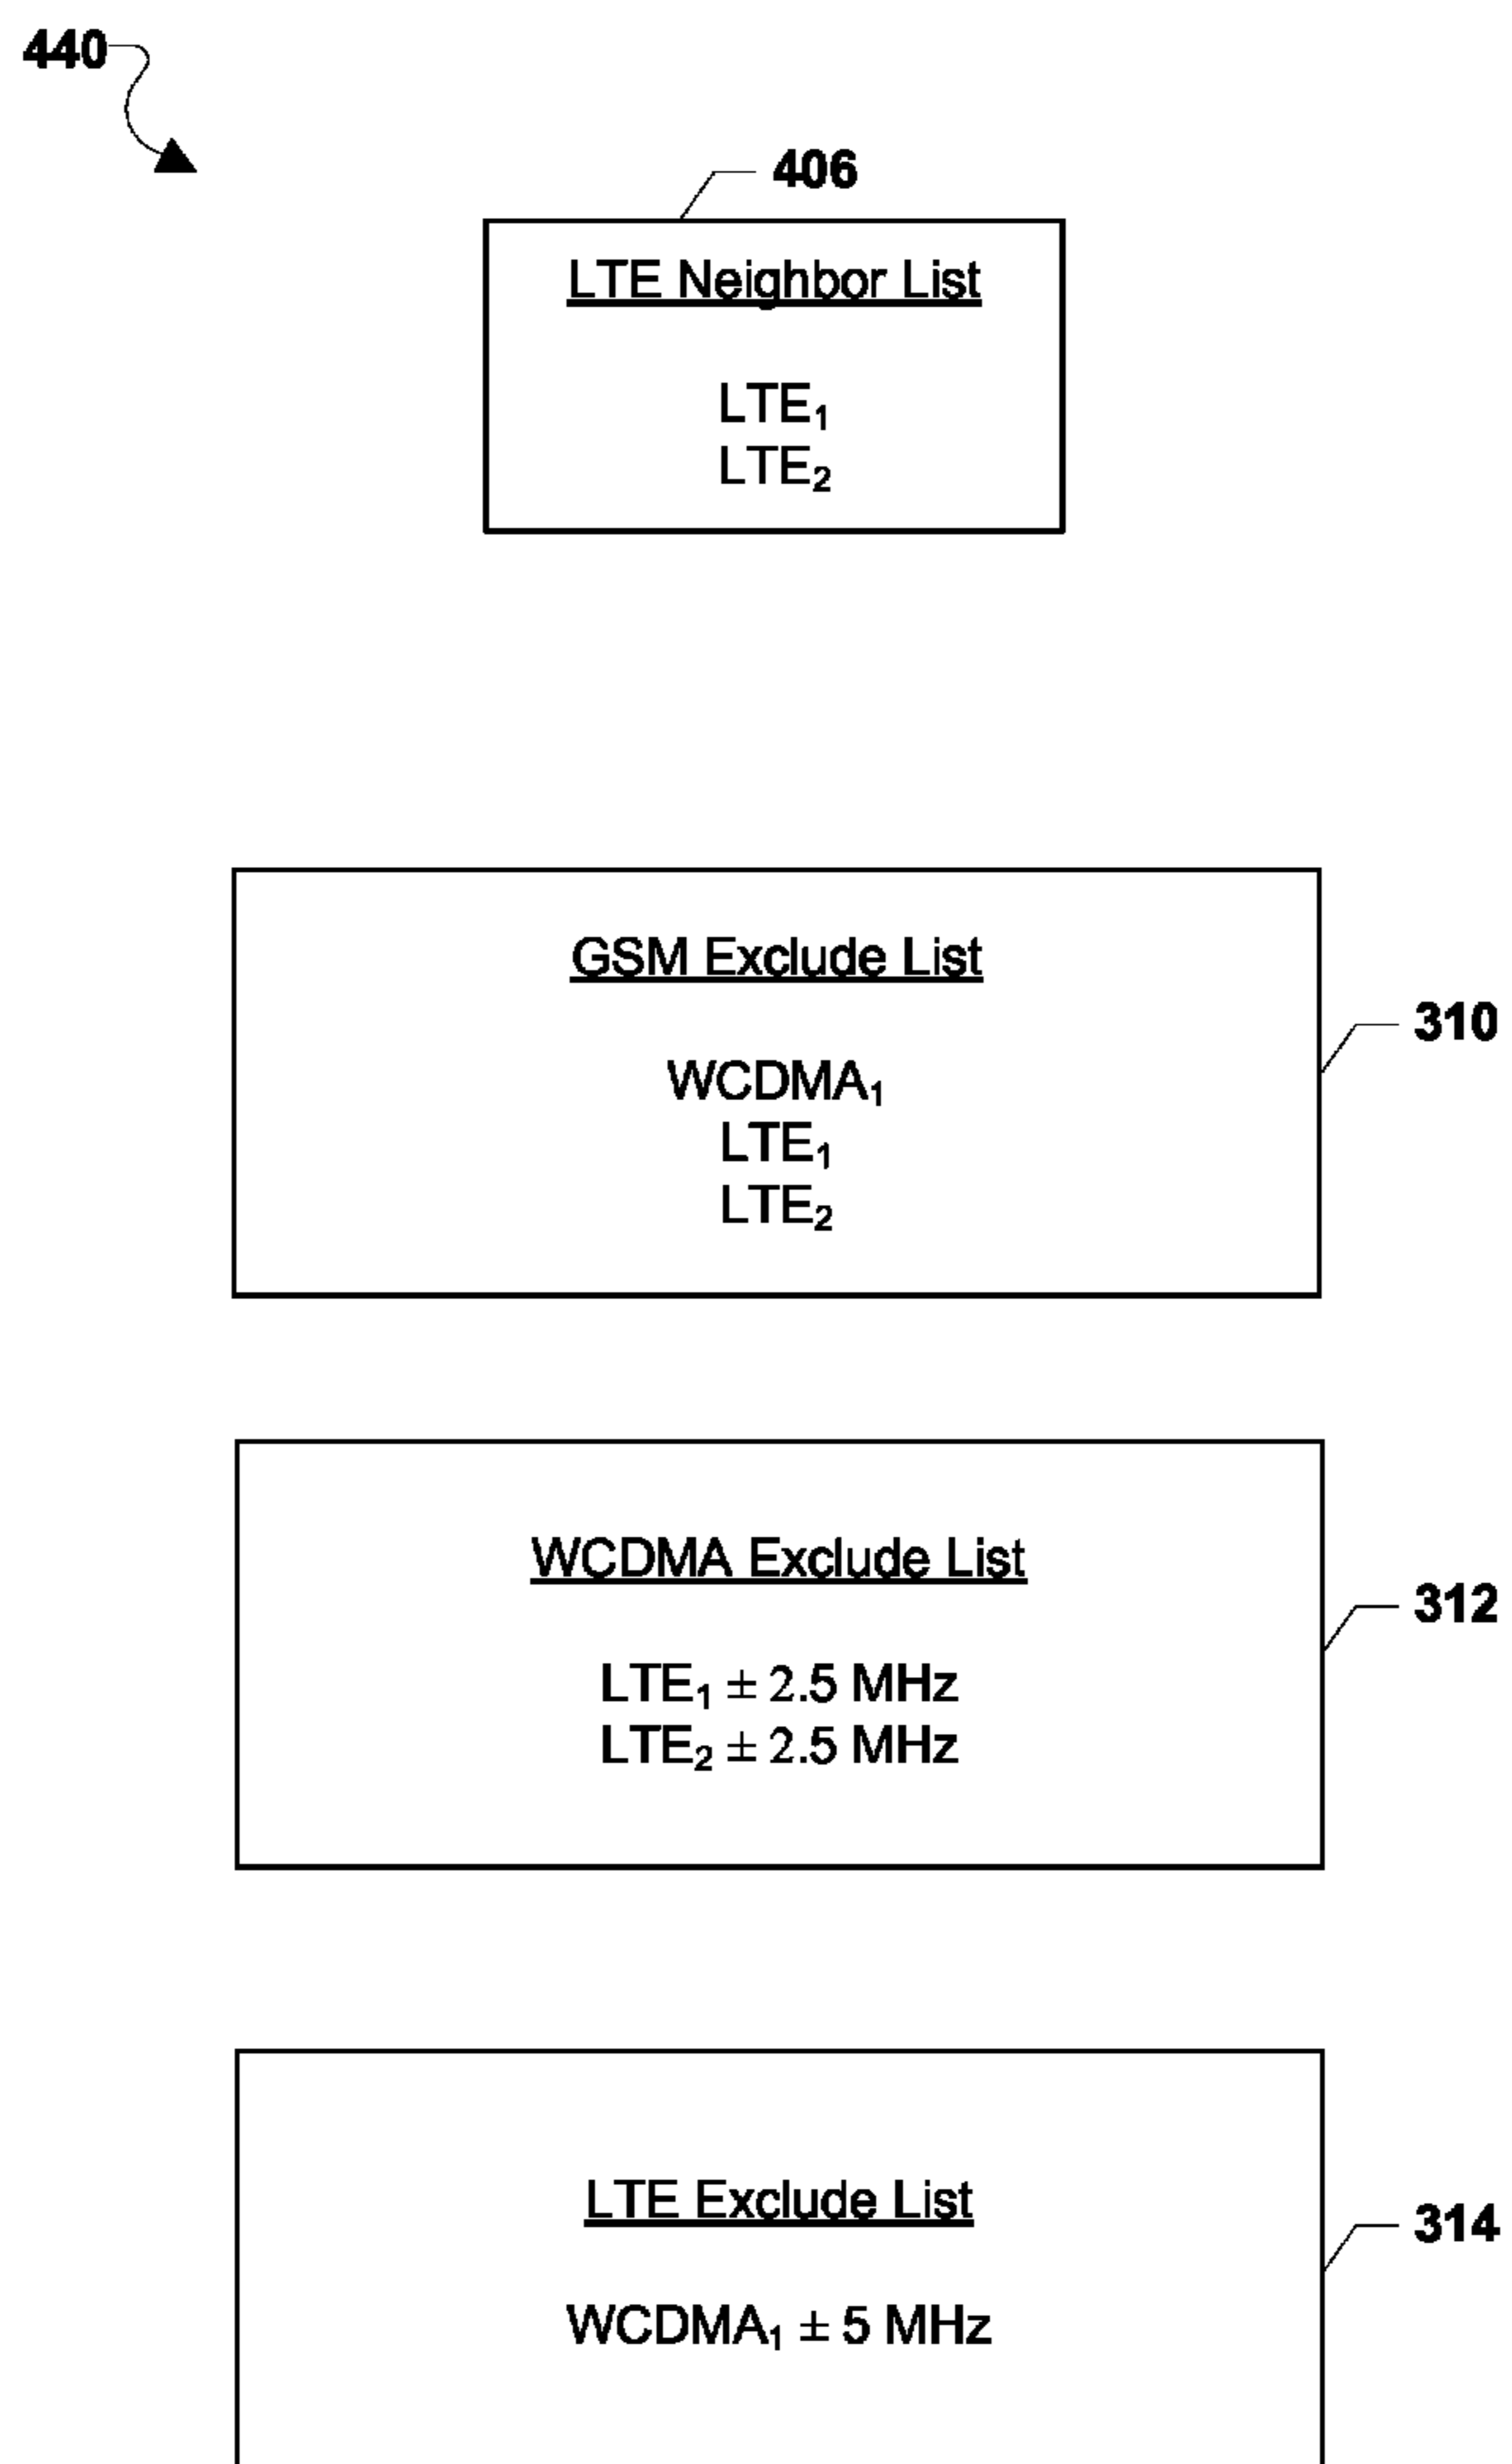 440
406
LTE Neighbor List
LTE₁
LTE₂
GSM Exclude List
310
WCDMA₁
LTE₁
LTE₂
WCDMA Exclude List
312
LTE₁ ± 2.5 MHz
LTE₂ ± 2.5 MHz
LTE Exclude List
314
WCDMA₁ ± 5 MHz